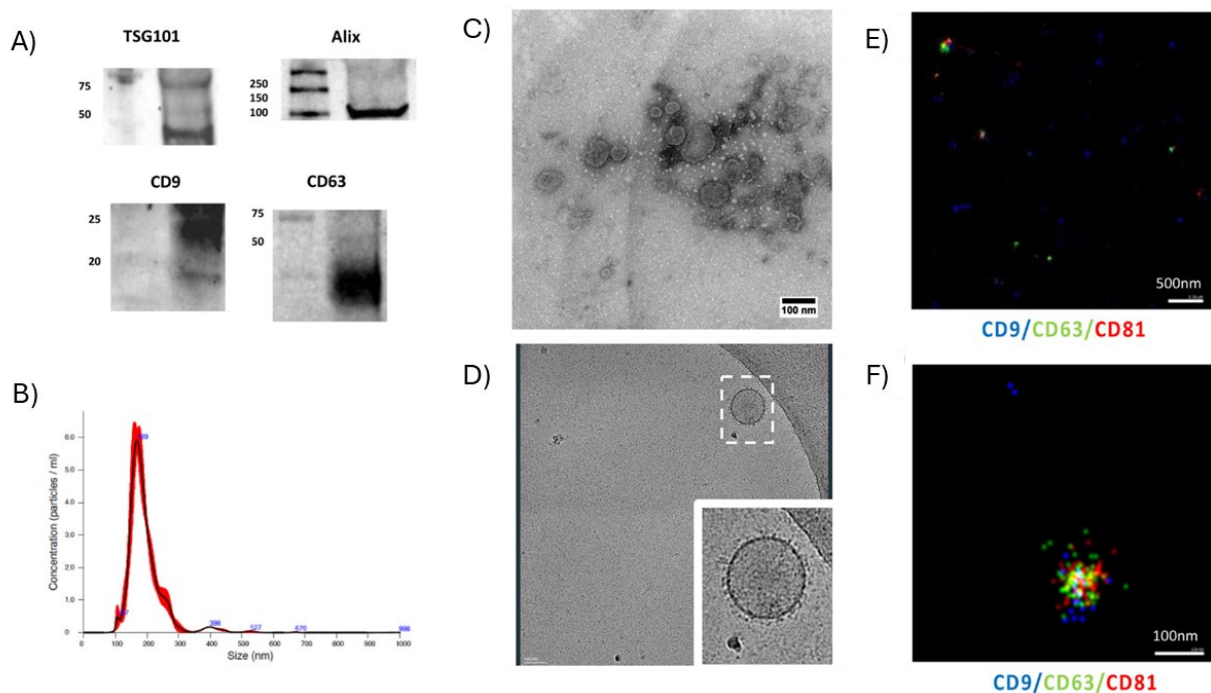 A)
TSG101
75
50
Alix
250
150
100
CD9
25
20
CD63
75
50
B)
Concentration (particles / ml)
6.0
5.0
4.0
3.0
2.0
1.0
0
0 100 200 300 400 500 600 700 800 900 1000
398 527 670 966
Size (nm)
C)
100 nm
D)
E)
500nm
CD9/CD63/CD81
F)
100nm
CD9/CD63/CD81